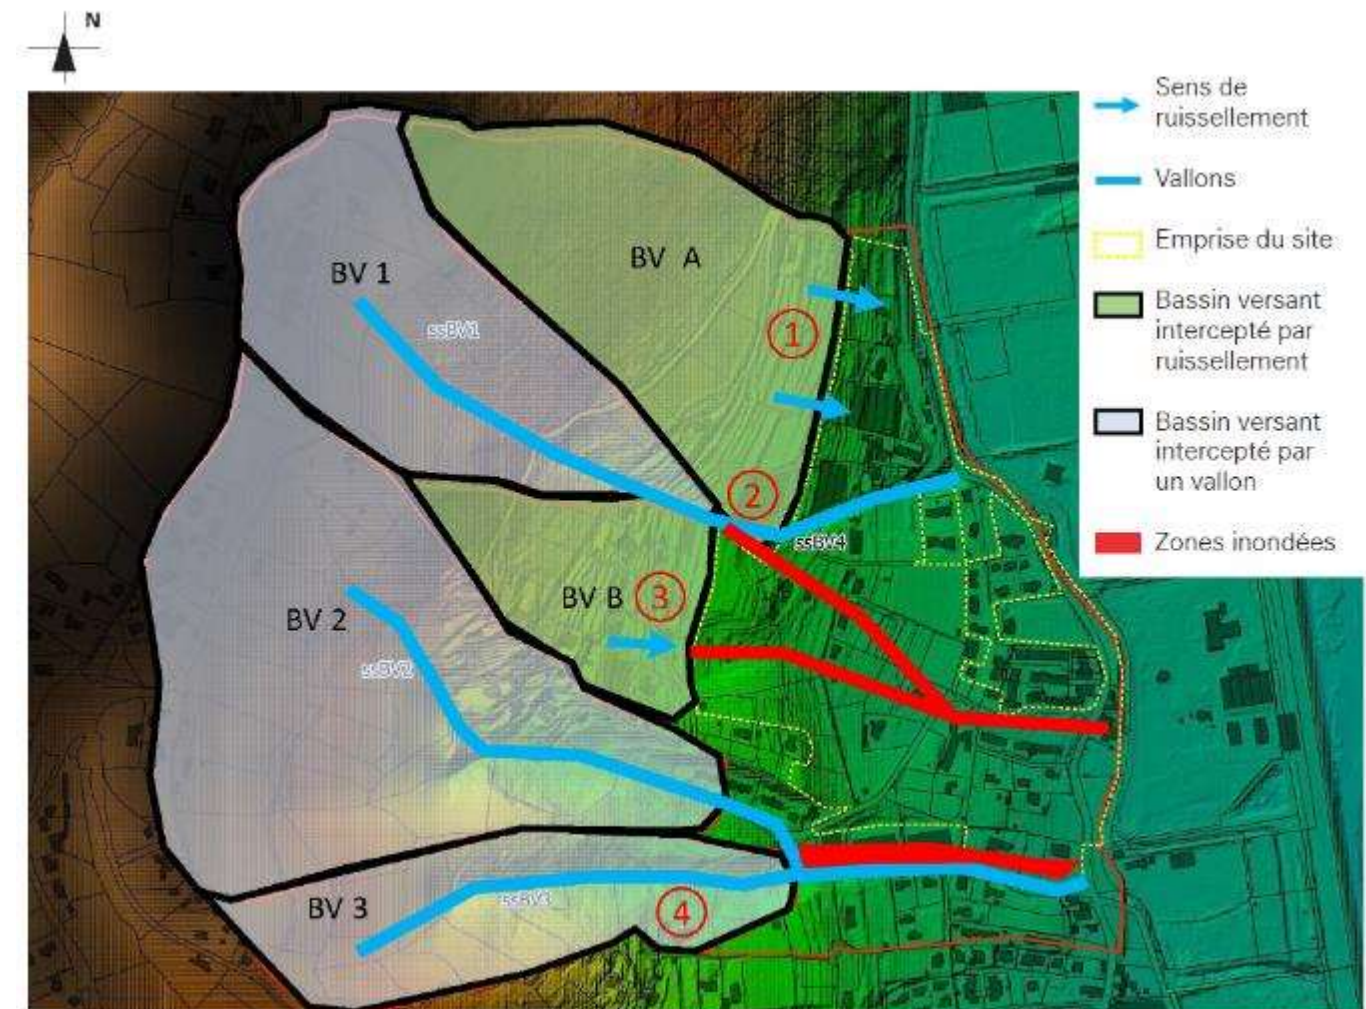 N
Sens de
ruissellement
Vallons
Emprise du site
Bassin versant
intercepté par
ruissellement
Bassin versant
intercepté par
un vallon
Zones inondées
BV A
BV 1
ssBV1
1
2
ssBV4
BV B
3
BV 2
ssBV2
BV 3
ssBV3
4